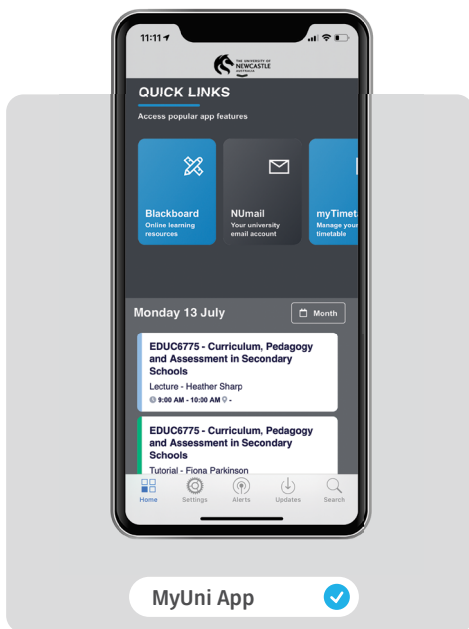 11:11
THE UNIVERSITY OF
NEWCASTLE
AUSTRALIA
QUICK LINKS
Access popular app features
Blackboard
Online learning
resources
NUmail
Your university
email account
myTimet
Manage your
timetable
Monday 13 July
Month
EDUC6775 - Curriculum, Pedagogy
and Assessment in Secondary
Schools
Lecture - Heather Sharp
9:00 AM - 10:00 AM -
EDUC6775 - Curriculum, Pedagogy
and Assessment in Secondary
Schools
Tutorial - Fiona Parkinson
Home Settings Alerts Updates Search
MyUni App